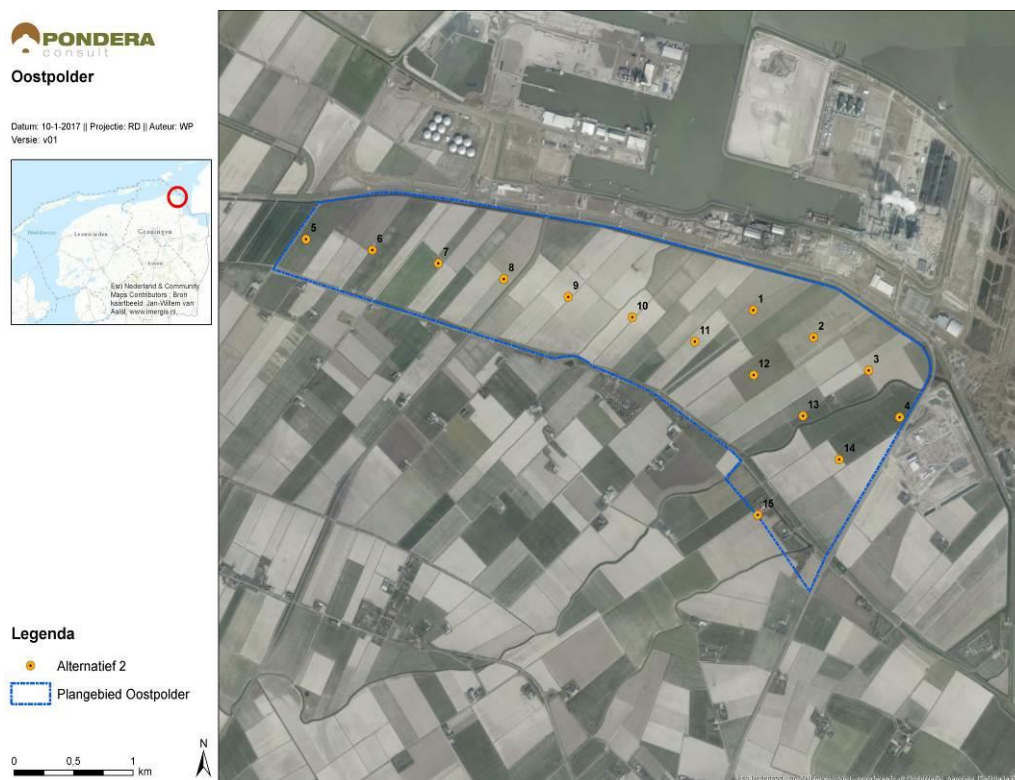 PONDERA
consult
Oostpolder
Datum: 10-1-2017 || Projectie: RD || Auteur: WP
Versie: v01
Leeuwarden
Groningen
Assen
Esri Nederland & Community
Maps Contributors ; Bron
kaartbeeld: Jan-Willem van
Aalst, www.imergis.nl,
5
6
7
8
9
10
11
1
2
3
12
13
4
14
15
Legenda
Alternatief 2
Plangebied Oostpolder
0 0.5 1
km
N